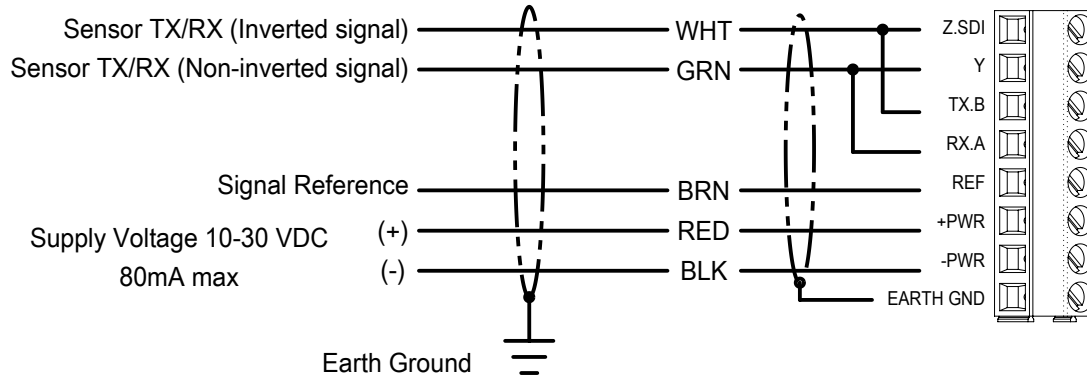 Sensor TX/RX (Inverted signal) WHT Z.SDI
Sensor TX/RX (Non-inverted signal) GRN Y
TX.B
RX.A
Signal Reference BRN REF
Supply Voltage 10-30 VDC (+) RED +PWR
80mA max (-) BLK -PWR
EARTH GND
Earth Ground